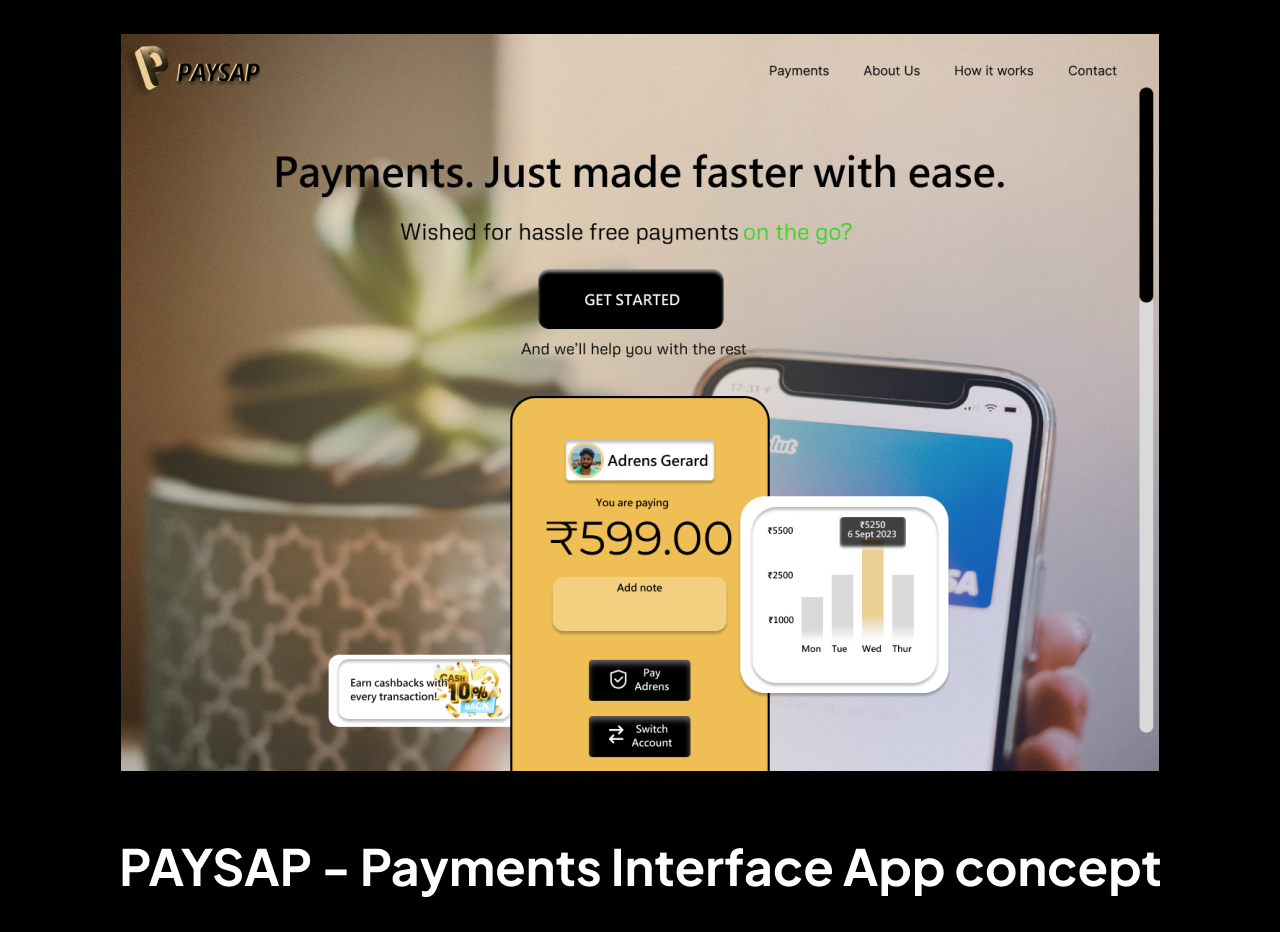 PAYSAP
Payments
About Us
How it works
Contact
Payments. Just made faster with ease.
Wished for hassle free payments on the go?
GET STARTED
And we'll help you with the rest
17:31
Adrens Gerard
You are paying
₹599.00
Add note
Pay
Adrens
Switch
Account
₹5500
₹2500
₹1000
₹5250
6 Sept 2023
Mon
Tue
Wed
Thur
Earn cashbacks with
every transaction!
CASH
10%
BACK
PAYSAP – Payments Interface App concept